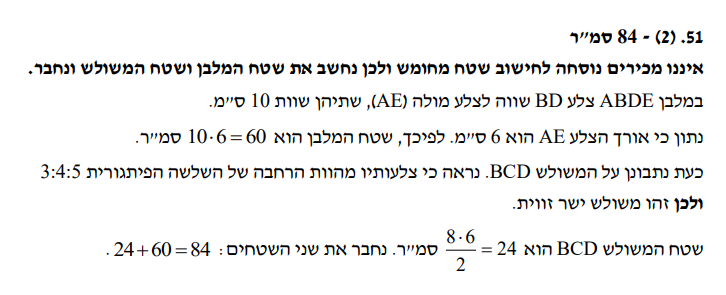 51. (2) - 84 סמ״ר
איננו מכירים נוסחה לחישוב שטח מחומש ולכן נחשב את שטח המלבן ושטח המשולש ונחבר.
במלבן ABDE צלע BD שווה לצלע מולה (AE), שתיהן שוות 10 ס״מ.
נתון כי אורך הצלע AE הוא 6 ס״מ. לפיכך, שטח המלבן הוא 10·6 = 60 סמ״ר.
כעת נתבונן על המשולש BCD. נראה כי צלעותיו מהוות הרחבה של השלשה הפיתגורית 3:4:5
ולכן זהו משולש ישר זווית.
שטח המשולש BCD הוא 8·6/2 = 24 סמ״ר. נחבר את שני השטחים: 24+60 = 84.